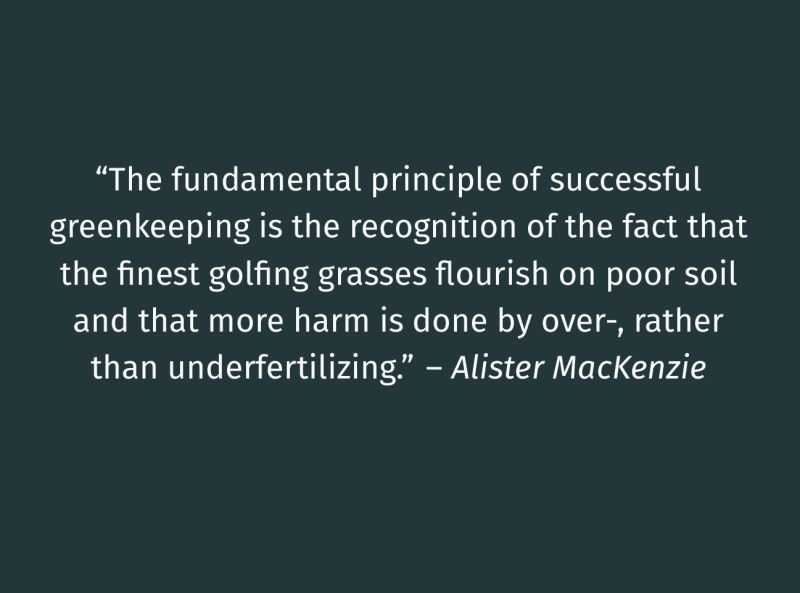 “The fundamental principle of successful
greenkeeping is the recognition of the fact that
the finest golfing grasses flourish on poor soil
and that more harm is done by over-, rather
than underfertilizing.” – Alister MacKenzie